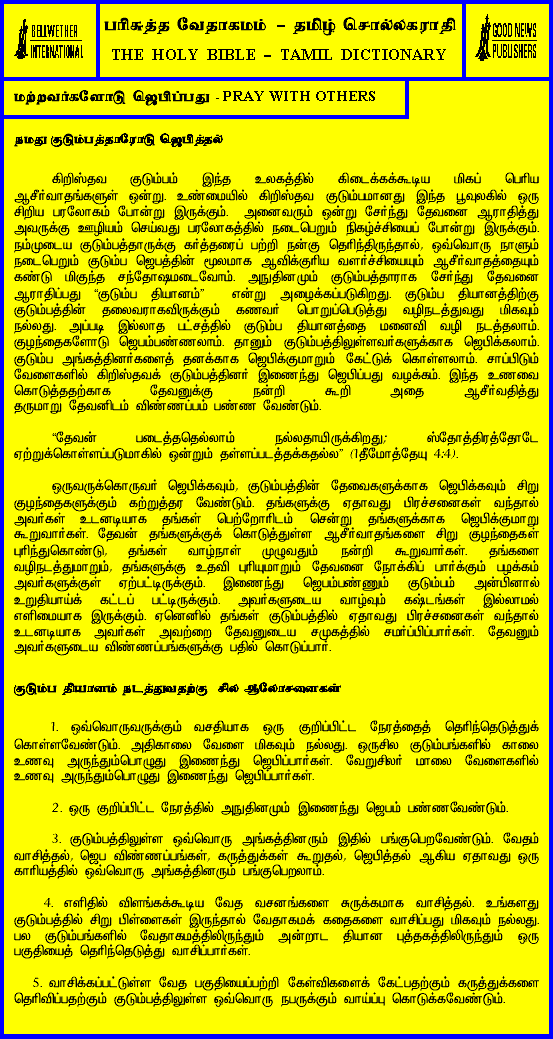 BELLWETHER
INTERNATIONAL
பரிசுத்த வேதாகமம் – தமிழ் சொல்லகராதி
THE HOLY BIBLE – TAMIL DICTIONARY
GOOD NEWS
PUBLISHERS
மற்றவர்களோடு ஜெபிப்பது - PRAY WITH OTHERS
நமது குடும்பத்தாரோடு ஜெபித்தல்
கிறிஸ்தவ குடும்பம் இந்த உலகத்தில் கிடைக்கக்கூடிய மிகப் பெரிய
ஆசீர்வாதங்களுள் ஒன்று. உண்மையில் கிறிஸ்தவ குடும்பமானது இந்த பூவுலகில் ஒரு
சிறிய பரலோகம் போன்று இருக்கும். அனைவரும் ஒன்று சேர்ந்து தேவனை ஆராதித்து
அவருக்கு ஊழியம் செய்வது பரலோகத்தில் நடைபெறும் நிகழ்ச்சியைப் போன்று இருக்கும்.
நம்முடைய குடும்பத்தாருக்கு கர்த்தரைப் பற்றி நன்கு தெரிந்திருந்தால், ஒவ்வொரு நாளும்
நடைபெறும் குடும்ப ஜெபத்தின் மூலமாக ஆவிக்குரிய வளர்ச்சியையும் ஆசீர்வாதத்தையும்
கண்டு மிகுந்த சந்தோஷமடைவோம். அநுதினமும் குடும்பத்தாராக சேர்ந்து தேவனை
ஆராதிப்பது “குடும்ப தியானம்” என்று அழைக்கப்படுகிறது. குடும்ப தியானத்திற்கு
குடும்பத்தின் தலைவராகவிருக்கும் கணவர் பொறுப்பெடுத்து வழிநடத்துவது மிகவும்
நல்லது. அப்படி இல்லாத பட்சத்தில் குடும்ப தியானத்தை மனைவி வழி நடத்தலாம்.
குழந்தைகளோடு ஜெபம்பண்ணலாம். தானும் குடும்பத்திலுள்ளவர்களுக்காக ஜெபிக்கலாம்.
குடும்ப அங்கத்தினர்களைத் தனக்காக ஜெபிக்குமாறும் கேட்டுக் கொள்ளலாம். சாப்பிடும்
வேளைகளில் கிறிஸ்தவக் குடும்பத்தினர் இணைந்து ஜெபிப்பது வழக்கம். இந்த உணவை
கொடுத்ததற்காக தேவனுக்கு நன்றி கூறி அதை ஆசீர்வதித்து
தருமாறு தேவனிடம் விண்ணப்பம் பண்ண வேண்டும்.
“தேவன் படைத்ததெல்லாம் நல்லதாயிருக்கிறது; ஸ்தோத்திரத்தோடே
ஏற்றுக்கொள்ளப்படுமாகில் ஒன்றும் தள்ளப்படத்தக்கதல்ல” (1தீமோத்தேயு 4:4).
ஒருவருக்கொருவர் ஜெபிக்கவும், குடும்பத்தின் தேவைகளுக்காக ஜெபிக்கவும் சிறு
குழந்தைகளுக்கும் கற்றுத்தர வேண்டும். தங்களுக்கு ஏதாவது பிரச்சனைகள் வந்தால்
அவர்கள் உடனடியாக தங்கள் பெற்றோரிடம் சென்று தங்களுக்காக ஜெபிக்குமாறு
கூறுவார்கள். தேவன் தங்களுக்குக் கொடுத்துள்ள ஆசீர்வாதங்களை சிறு குழந்தைகள்
புரிந்துகொண்டு, தங்கள் வாழ்நாள் முழுவதும் நன்றி கூறுவார்கள். தங்களை
வழிநடத்துமாறும், தங்களுக்கு உதவி புரியுமாறும் தேவனை நோக்கிப் பார்க்கும் பழக்கம்
அவர்களுக்குள் ஏற்பட்டிருக்கும். இணைந்து ஜெபம்பண்ணும் குடும்பம் அன்பினால்
உறுதியாய்க் கட்டப் பட்டிருக்கும். அவர்களுடைய வாழ்வும் கஷ்டங்கள் இல்லாமல்
எளிமையாக இருக்கும். ஏனெனில் தங்கள் குடும்பத்தில் ஏதாவது பிரச்சனைகள் வந்தால்
உடனடியாக அவர்கள் அவற்றை தேவனுடைய சமுகத்தில் சமர்ப்பிப்பார்கள். தேவனும்
அவர்களுடைய விண்ணப்பங்களுக்கு பதில் கொடுப்பார்.
குடும்ப தியானம் நடத்துவதற்கு சில ஆலோசனைகள்
1. ஒவ்வொருவருக்கும் வசதியாக ஒரு குறிப்பிட்ட நேரத்தைத் தெரிந்தெடுத்துக்
கொள்ளவேண்டும். அதிகாலை வேளை மிகவும் நல்லது. ஒருசில குடும்பங்களில் காலை
உணவு அருந்தும்பொழுது இணைந்து ஜெபிப்பார்கள். வேறுசிலர் மாலை வேளைகளில்
உணவு அருந்தும்பொழுது இணைந்து ஜெபிப்பார்கள்.
2. ஒரு குறிப்பிட்ட நேரத்தில் அநுதினமும் இணைந்து ஜெபம் பண்ணவேண்டும்.
3. குடும்பத்திலுள்ள ஒவ்வொரு அங்கத்தினரும் இதில் பங்குபெறவேண்டும். வேதம்
வாசித்தல், ஜெப விண்ணப்பங்கள், கருத்துக்கள் கூறுதல், ஜெபித்தல் ஆகிய ஏதாவது ஒரு
காரியத்தில் ஒவ்வொரு அங்கத்தினரும் பங்குபெறலாம்.
4. எளிதில் விளங்கக்கூடிய வேத வசனங்களை சுருக்கமாக வாசித்தல். உங்களது
குடும்பத்தில் சிறு பிள்ளைகள் இருந்தால் வேதாகமக் கதைகளை வாசிப்பது மிகவும் நல்லது.
பல குடும்பங்களில் வேதாகமத்திலிருந்தும் அன்றாட தியான புத்தகத்திலிருந்தும் ஒரு
பகுதியைத் தெரிந்தெடுத்து வாசிப்பார்கள்.
5. வாசிக்கப்பட்டுள்ள வேத பகுதியைப்பற்றி கேள்விகளைக் கேட்பதற்கும் கருத்துக்களை
தெரிவிப்பதற்கும் குடும்பத்திலுள்ள ஒவ்வொரு நபருக்கும் வாய்ப்பு கொடுக்கவேண்டும்.